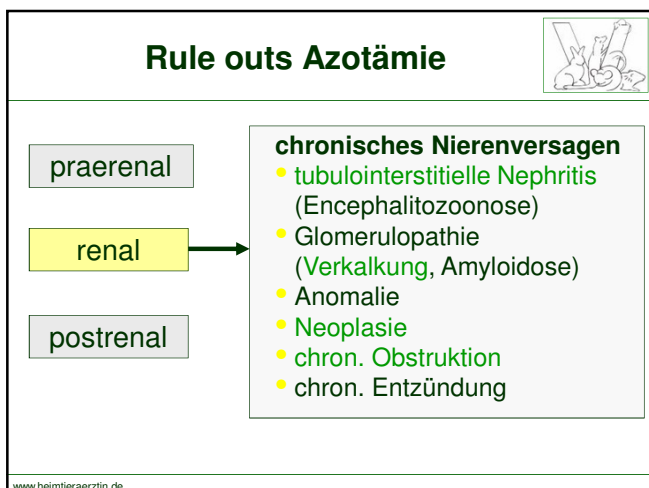 Rule outs Azotämie
praerenal
renal
postrenal
chronisches Nierenversagen
• tubulointerstitielle Nephritis
(Encephalitozoonose)
• Glomerulopathie
(Verkalkung, Amyloidose)
• Anomalie
• Neoplasie
• chron. Obstruktion
• chron. Entzündung
www.heimtieraerztin.de